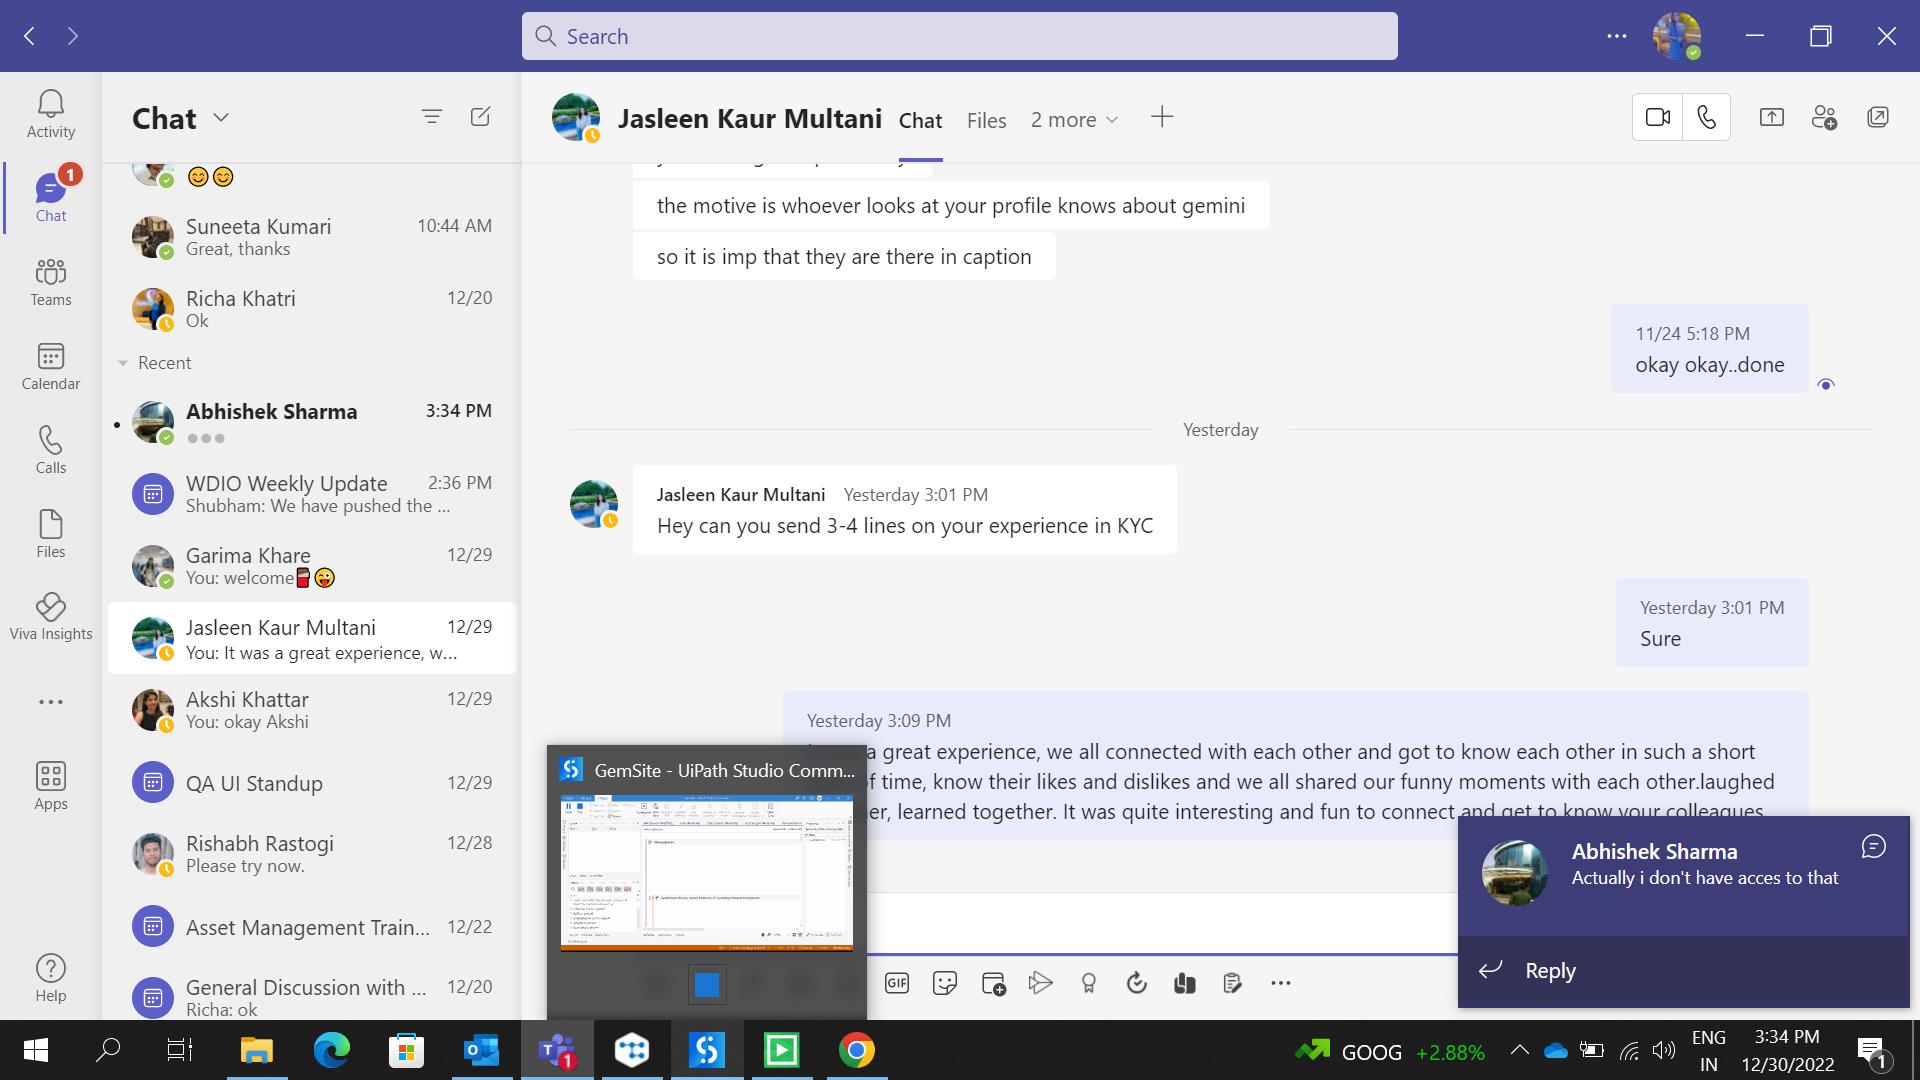 Search
Activity
1
Chat
Teams
Calendar
Calls
Files
Viva Insights
Apps
Help
Chat
Suneeta Kumari 10:44 AM
Great, thanks
Richa Khatri 12/20
Ok
Recent
Abhishek Sharma 3:34 PM
WDIO Weekly Update 2:36 PM
Shubham: We have pushed the ...
Garima Khare 12/29
You: welcome
Jasleen Kaur Multani 12/29
You: It was a great experience, w...
Akshi Khattar 12/29
You: okay Akshi
QA UI Standup 12/29
Rishabh Rastogi 12/28
Please try now.
Asset Management Train... 12/22
General Discussion with ... 12/20
Richa: ok
Jasleen Kaur Multani Chat Files 2 more
the motive is whoever looks at your profile knows about gemini
so it is imp that they are there in caption
11/24 5:18 PM
okay okay..done
Yesterday
Jasleen Kaur Multani Yesterday 3:01 PM
Hey can you send 3-4 lines on your experience in KYC
Yesterday 3:01 PM
Sure
Yesterday 3:09 PM
a great experience, we all connected with each other and got to know each other in such a short
of time, know their likes and dislikes and we all shared our funny moments with each other.laughed
er, learned together. It was quite interesting and fun to connect and get to know your colleagues
GemSite - UiPath Studio Comm...
GIF
Abhishek Sharma
Actually i don't have acces to that
Reply
1
GOOG +2.88%
ENG
IN
3:34 PM
12/30/2022
1